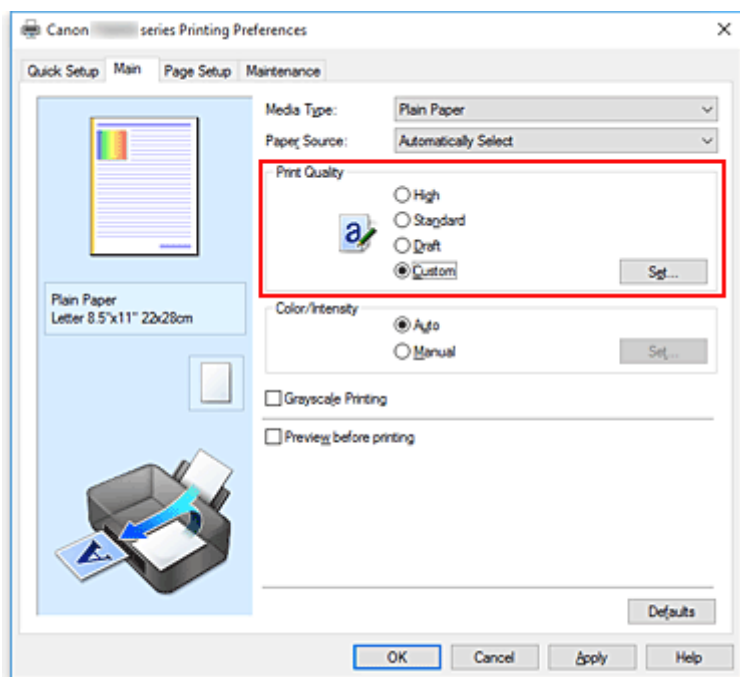 Canon series Printing Preferences
Quick Setup Main Page Setup Maintenance
Media Type: Plain Paper
Paper Source: Automatically Select
Print Quality
High
Standard
Draft
Custom Set...
Plain Paper
Letter 8.5"x11" 22x28cm
Color/Intensity
Auto
Manual Set...
Grayscale Printing
Preview before printing
A
Defaults
OK Cancel Apply Help